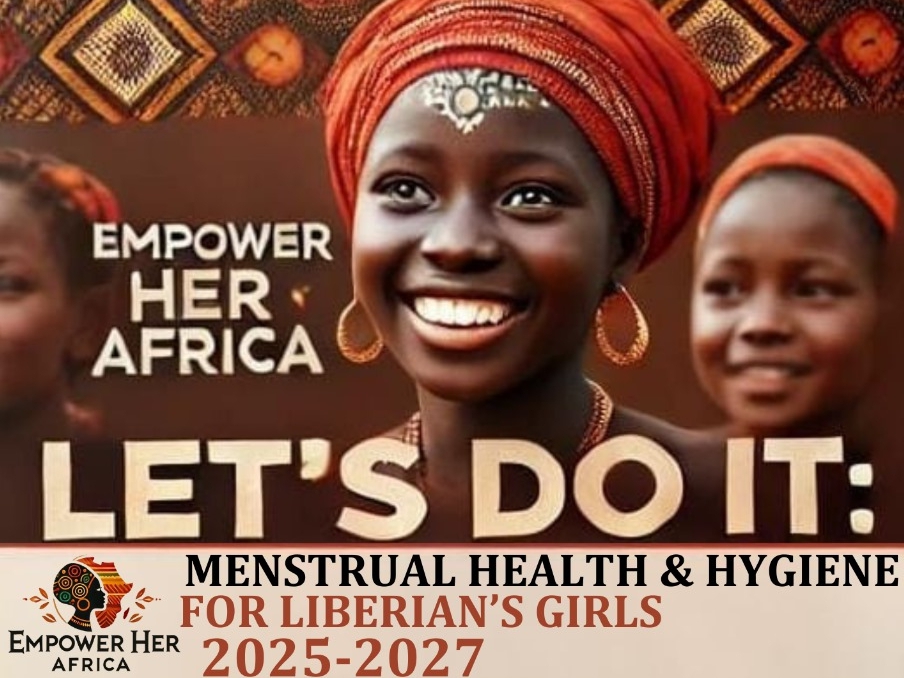 EMPOWER
HER
AFRICA
LET'S DO IT:
MENSTRUAL HEALTH & HYGIENE
FOR LIBERIAN’S GIRLS
2025-2027
EMPOWER HER
AFRICA